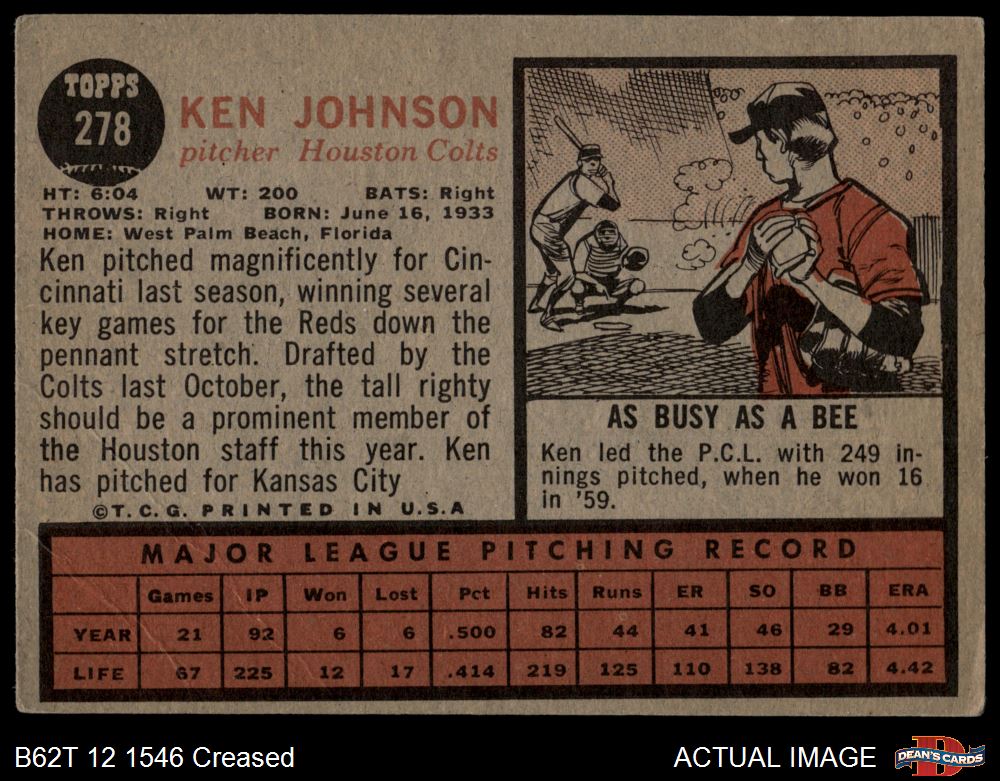 TOPPS
278
KEN JOHNSON
pitcher Houston Colts
HT: 6:04 WT: 200 BATS: Right
THROWS: Right BORN: June 16, 1933
HOME: West Palm Beach, Florida
Ken pitched magnificently for Cin-
cinnati last season, winning several
key games for the Reds down the
pennant stretch. Drafted by the
Colts last October, the tall righty
should be a prominent member of
the Houston staff this year. Ken
has pitched for Kansas City
©T.C.G. PRINTED IN U.S.A
AS BUSY AS A BEE
Ken led the P.C.L. with 249 in-
nings pitched, when he won 16
in '59.
MAJOR LEAGUE PITCHING RECORD
Games IP Won Lost Pct Hits Runs ER SO BB ERA
YEAR 21 92 6 6 .500 82 44 41 46 29 4.01
LIFE 67 225 12 17 .414 219 125 110 138 82 4.42
B62T 12 1546 Creased
ACTUAL IMAGE
D
DEAN'S CARDS